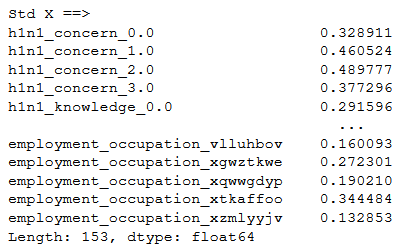 Std X ==>
h1n1_concern_0.0 0.328911
h1n1_concern_1.0 0.460524
h1n1_concern_2.0 0.489777
h1n1_concern_3.0 0.377296
h1n1_knowledge_0.0 0.291596
...
employment_occupation_vlluhbov 0.160093
employment_occupation_xgwztkwe 0.272301
employment_occupation_xqwwgdyp 0.190210
employment_occupation_xtkaffoo 0.344484
employment_occupation_xzmlyyjv 0.132853
Length: 153, dtype: float64